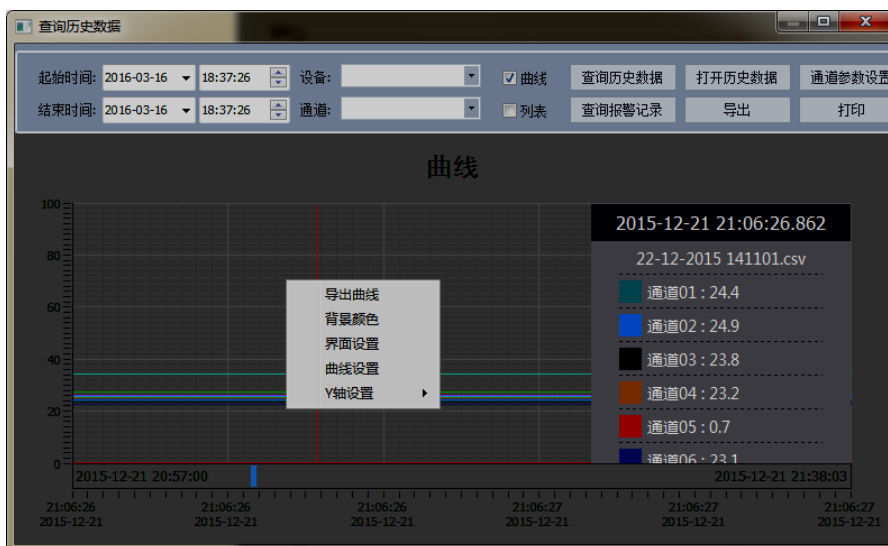 查询历史数据
起始时间: 2016-03-16 18:37:26 设备: 曲线 查询历史数据 打开历史数据 通道参数设置
结束时间: 2016-03-16 18:37:26 通道: 列表 查询报警记录 导出 打印
曲线
100
80
60
40
20
0
2015-12-21 21:06:26.862
22-12-2015 141101.csv
通道01 : 24.4
通道02 : 24.9
通道03 : 23.8
通道04 : 23.2
通道05 : 0.7
通道06 : 23.1
导出曲线
背景颜色
界面设置
曲线设置
Y轴设置
2015-12-21 20:57:00 2015-12-21 21:38:03
21:06:26 21:06:26 21:06:26 21:06:27 21:06:27 21:06:27
2015-12-21 2015-12-21 2015-12-21 2015-12-21 2015-12-21 2015-12-21